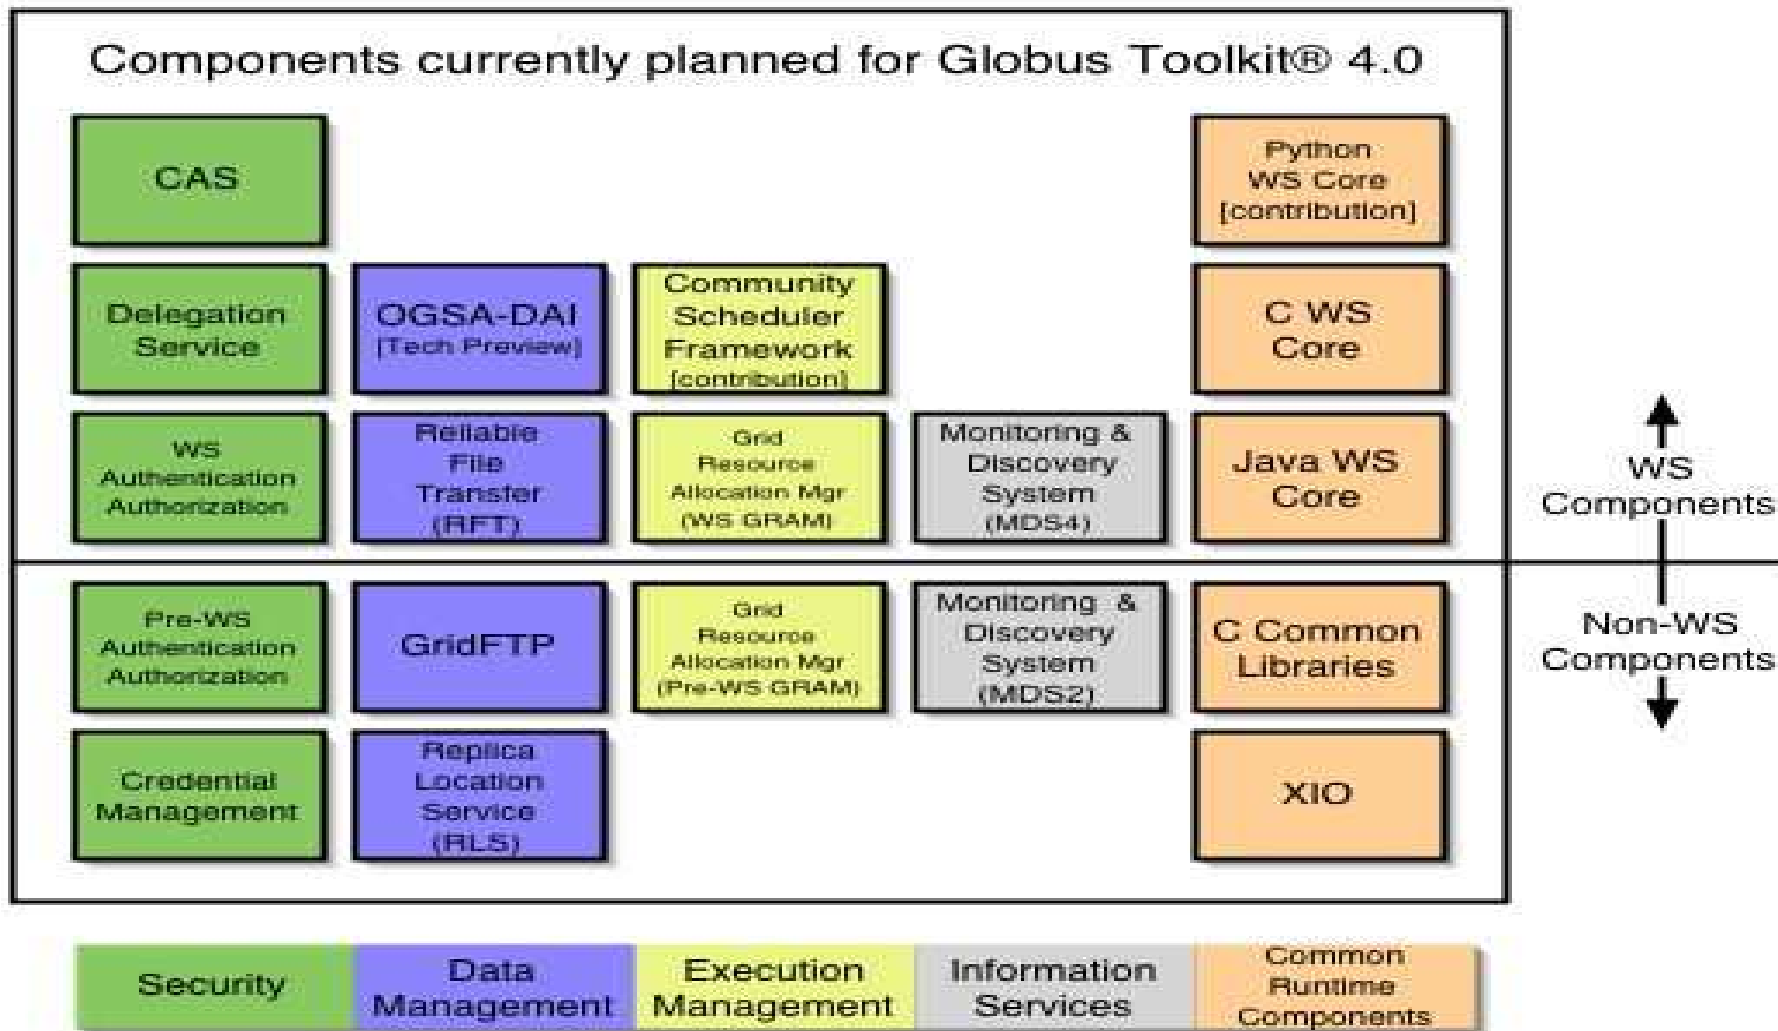 Components currently planned for Globus Toolkit® 4.0
CAS
Python
WS Core
[contribution]
Delegation
Service
OGSA-DAI
[Tech Preview]
Community
Scheduler
Framework
[contribution]
C WS
Core
WS
Authentication
Authorization
Reliable
File
Transfer
(RFT)
Grid
Resource
Allocation Mgr
(WS GRAM)
Monitoring &
Discovery
System
(MDS4)
Java WS
Core
WS
Components
Pre-WS
Authentication
Authorization
GridFTP
Grid
Resource
Allocation Mgr
(Pre-WS GRAM)
Monitoring &
Discovery
System
(MDS2)
C Common
Libraries
Non-WS
Components
Credential
Management
Replica
Location
Service
(RLS)
XIO
Security
Data
Management
Execution
Management
Information
Services
Common
Runtime
Components